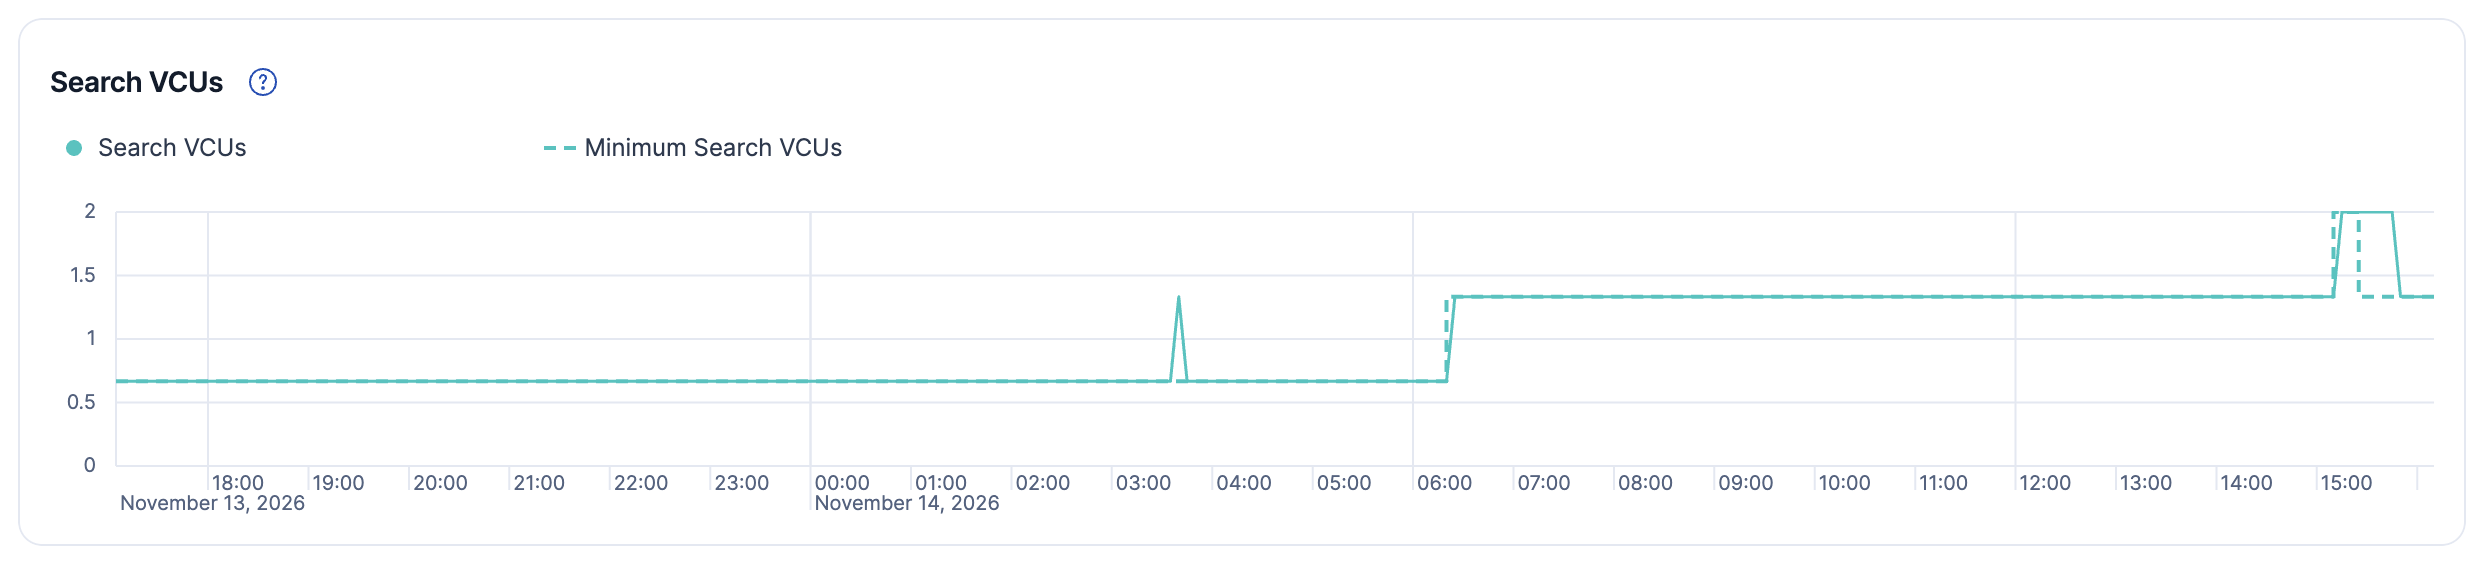 Search VCUs ?
Search VCUs Minimum Search VCUs
2
1.5
1
0.5
0
18:00 19:00 20:00 21:00 22:00 23:00 00:00 01:00 02:00 03:00 04:00 05:00 06:00 07:00 08:00 09:00 10:00 11:00 12:00 13:00 14:00 15:00
November 13, 2026 November 14, 2026